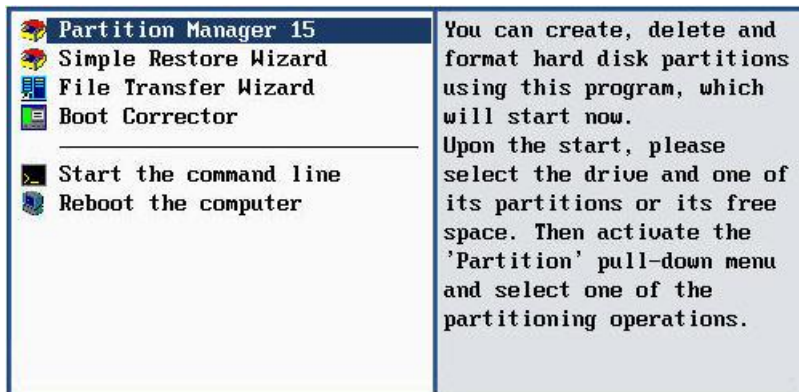 Partition Manager 15
Simple Restore Wizard
File Transfer Wizard
Boot Corrector
Start the command line
Reboot the computer
You can create, delete and
format hard disk partitions
using this program, which
will start now.
Upon the start, please
select the drive and one of
its partitions or its free
space. Then activate the
'Partition' pull-down menu
and select one of the
partitioning operations.